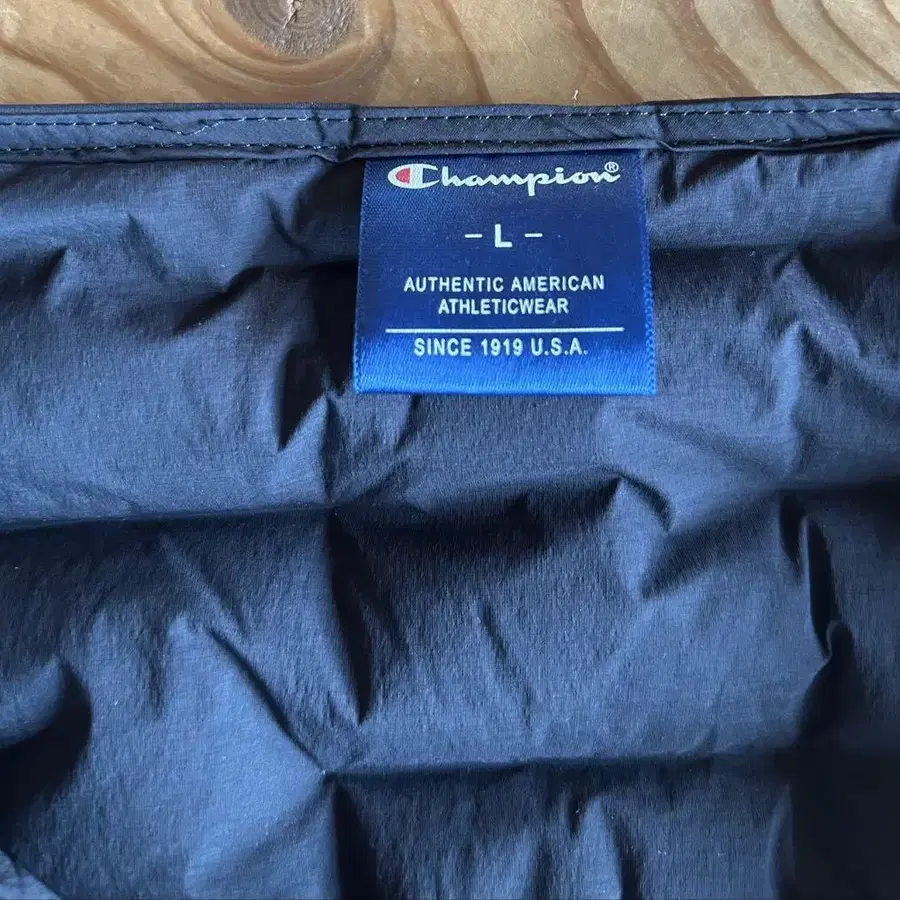 Champion®
- L -
AUTHENTIC AMERICAN
ATHLETICWEAR
SINCE 1919 U.S.A.